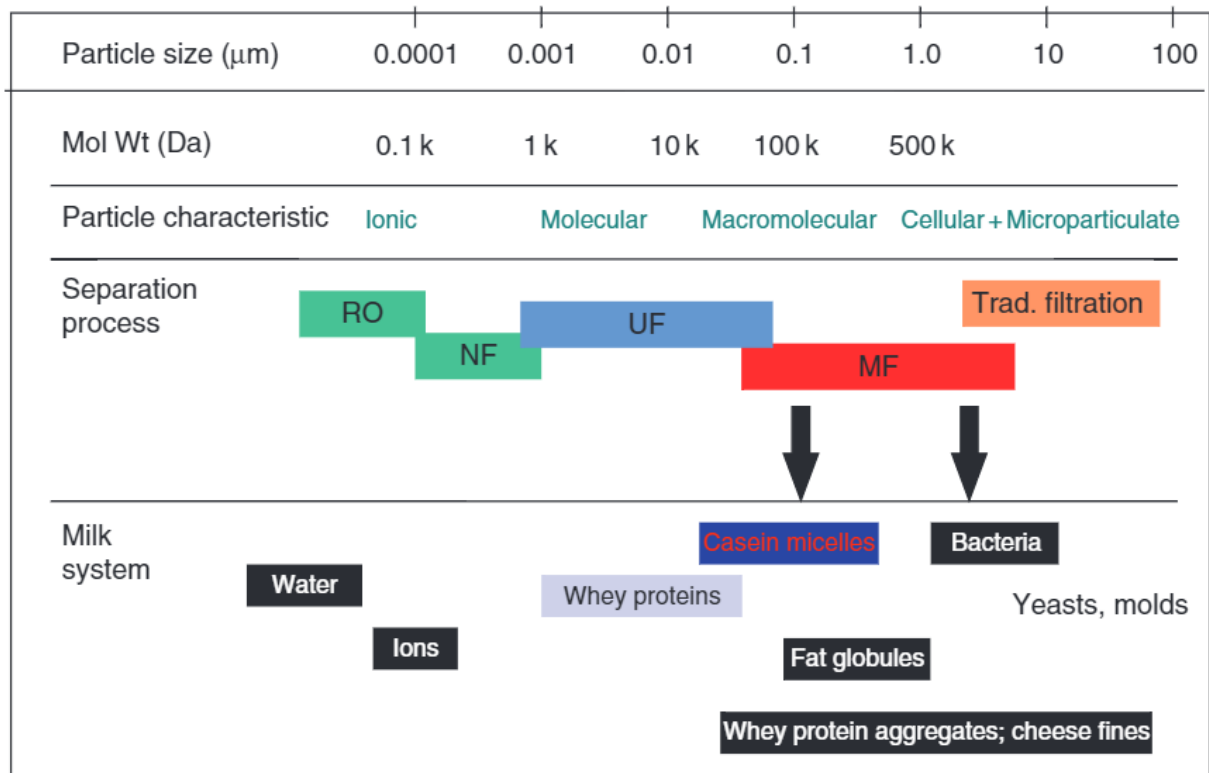 Particle size (μm) 0.0001 0.001 0.01 0.1 1.0 10 100
Mol Wt (Da) 0.1 k 1 k 10 k 100 k 500 k
Particle characteristic Ionic Molecular Macromolecular Cellular + Microparticulate
Separation
process
RO
NF
UF
MF
Trad. filtration
Milk
system
Casein micelles
Bacteria
Water
Whey proteins
Yeasts, molds
Ions
Fat globules
Whey protein aggregates; cheese fines